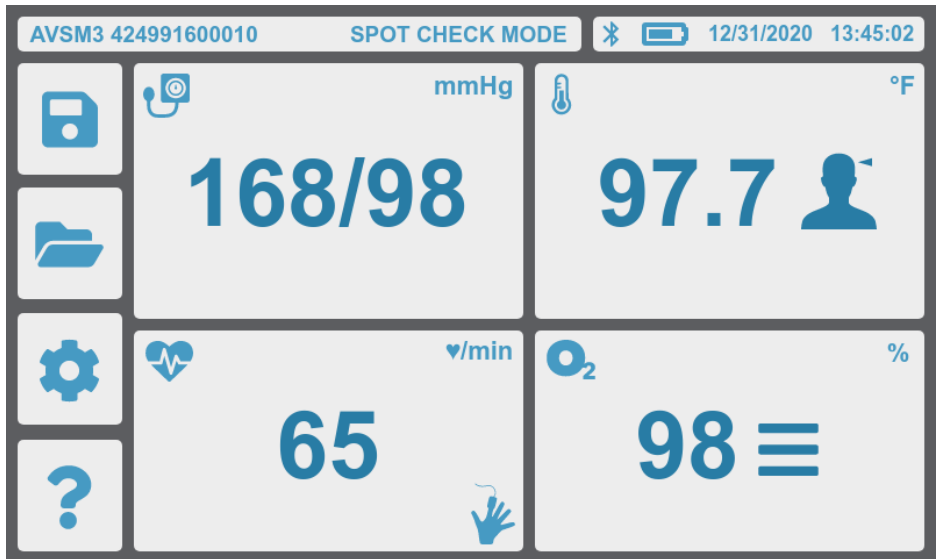 AVSM3 424991600010 SPOT CHECK MODE 12/31/2020 13:45:02
mmHg
168/98
°F
97.7
♥/min
65
O2
%
98
?